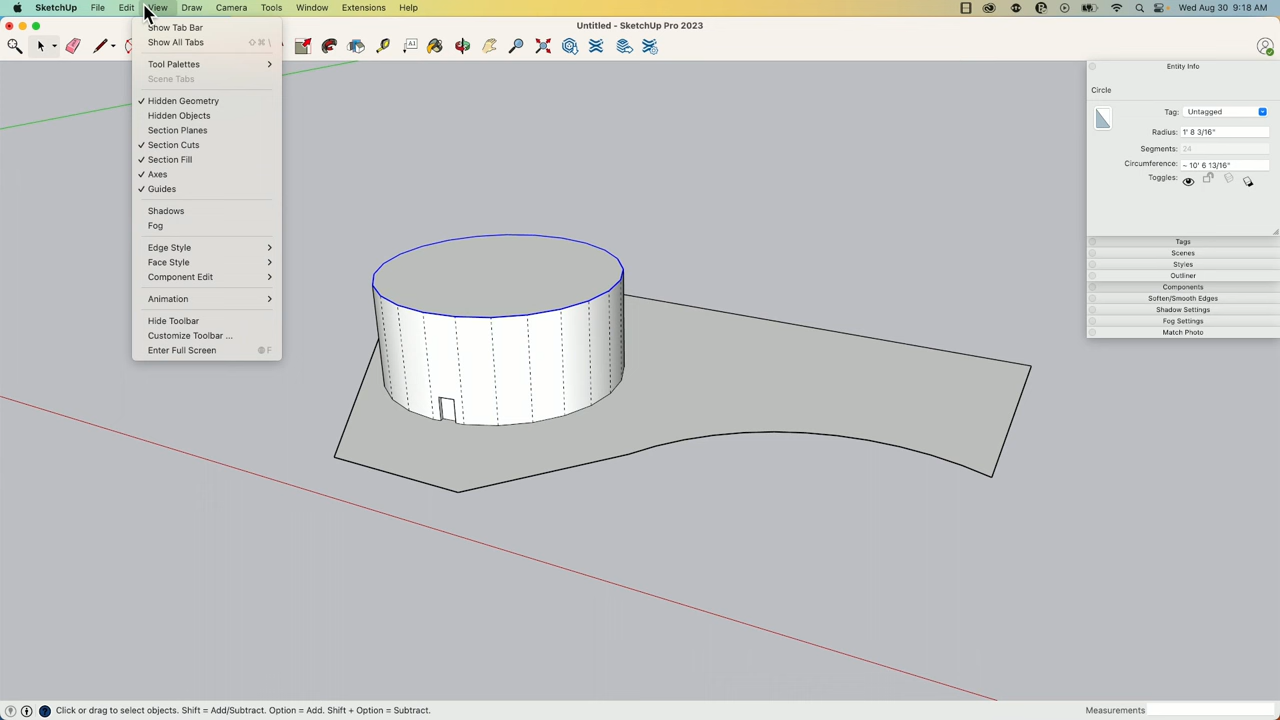 SketchUp File Edit View Draw Camera Tools Window Extensions Help Wed Aug 30 9:18 AM
Untitled - SketchUp Pro 2023
Show Tab Bar
Show All Tabs ⇧⌘\
Tool Palettes
Scene Tabs
Hidden Geometry
Hidden Objects
Section Planes
Section Cuts
Section Fill
Axes
Guides
Shadows
Fog
Edge Style
Face Style
Component Edit
Animation
Hide Toolbar
Customize Toolbar ...
Enter Full Screen F
A1
Entity Info
Circle
Tag: Untagged
Radius: 1' 8 3/16"
Segments: 24
Circumference: ~ 10' 6 13/16"
Toggles:
Tags
Scenes
Styles
Outliner
Components
Soften/Smooth Edges
Shadow Settings
Fog Settings
Match Photo
Click or drag to select objects. Shift = Add/Subtract. Option = Add. Shift + Option = Subtract.
Measurements